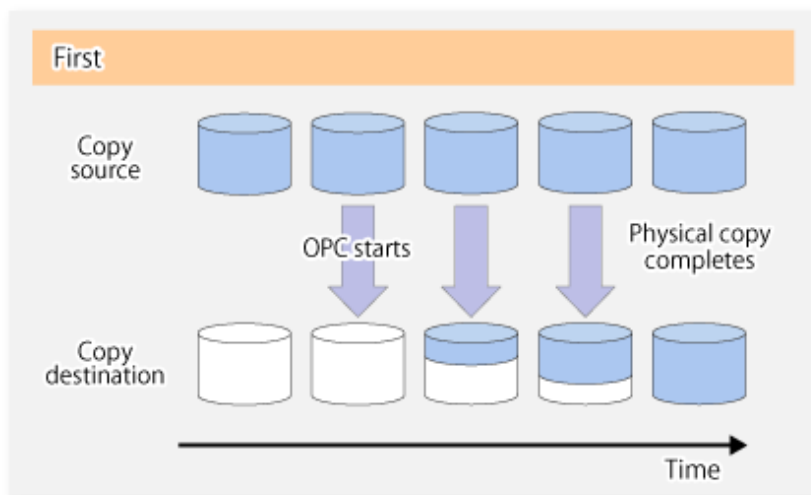 First
Copy
source
OPC starts
Physical copy
completes
Copy
destination
Time